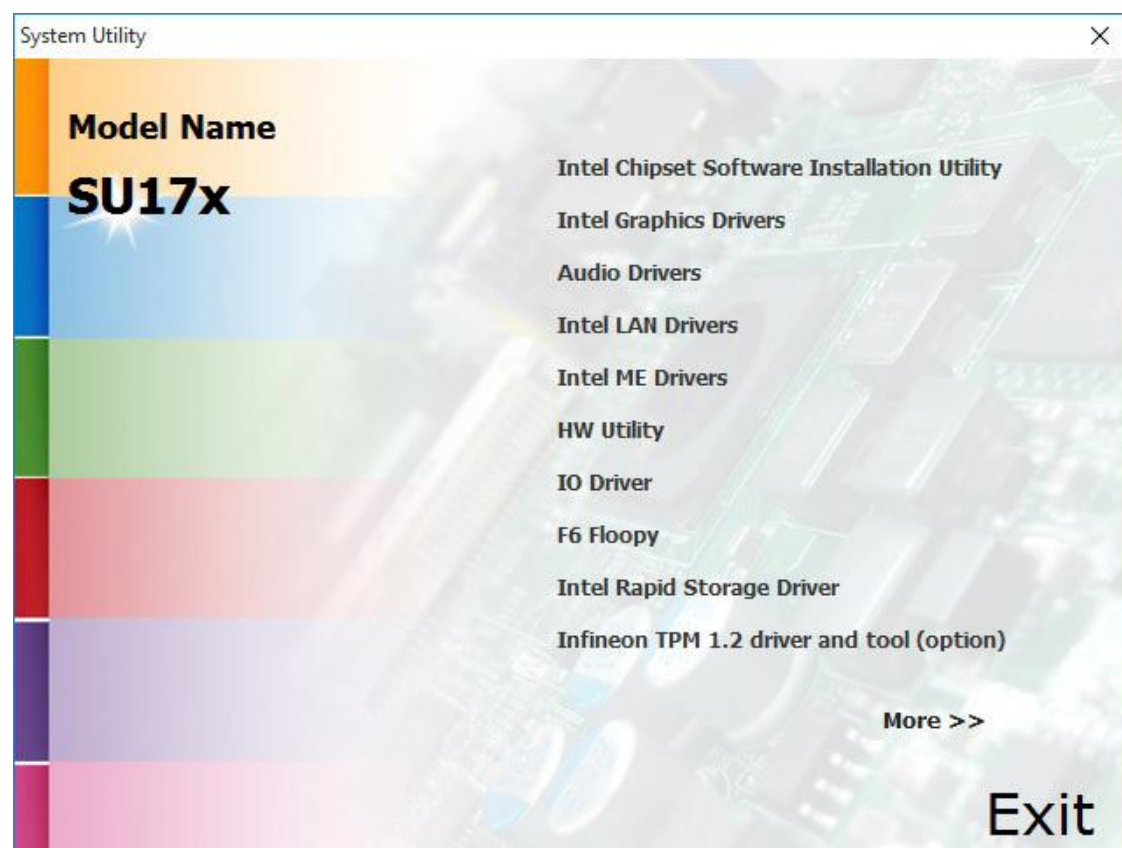 System Utility
Model Name
SU17x
Intel Chipset Software Installation Utility
Intel Graphics Drivers
Audio Drivers
Intel LAN Drivers
Intel ME Drivers
HW Utility
IO Driver
F6 Floopy
Intel Rapid Storage Driver
Infineon TPM 1.2 driver and tool (option)
More >>
Exit